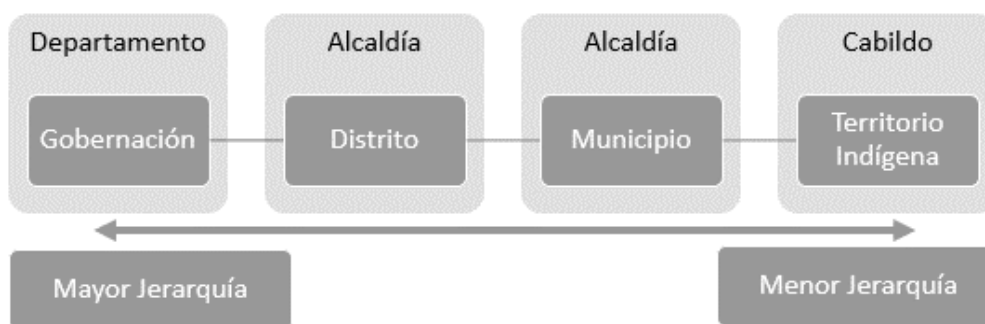 Departamento
Alcaldía
Alcaldía
Cabildo
Gobernación
Distrito
Municipio
Territorio
Indígena
Mayor Jerarquía
Menor Jerarquía